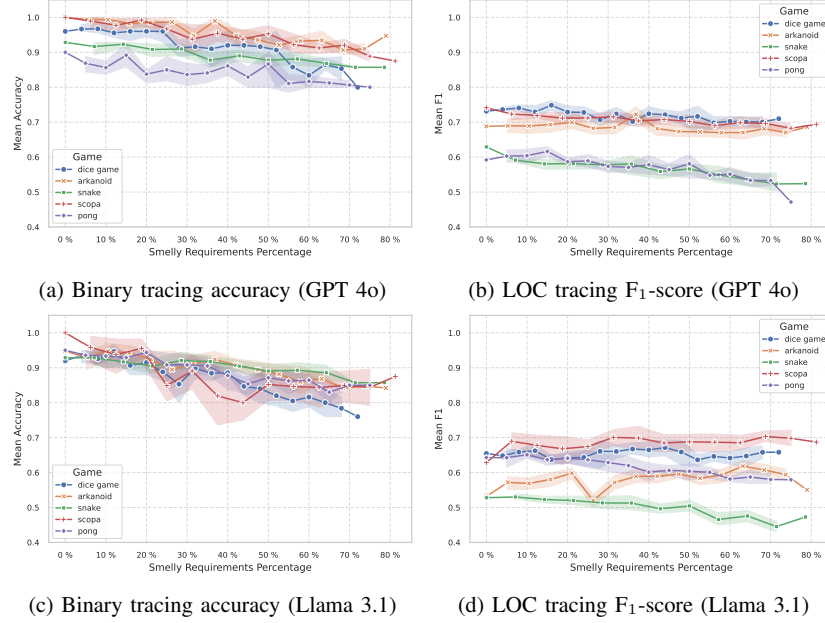 1.0
0.9
0.8
0.7
0.6
0.5
0.4
Mean Accuracy
Game
dice game
arkanoid
snake
scopa
pong
0 % 10 % 20 % 30 % 40 % 50 % 60 % 70 % 80 %
Smelly Requirements Percentage
(a) Binary tracing accuracy (GPT 4o)
1.0
0.9
0.8
0.7
0.6
0.5
0.4
Mean F1
Game
dice game
arkanoid
snake
scopa
pong
0 % 10 % 20 % 30 % 40 % 50 % 60 % 70 % 80 %
Smelly Requirements Percentage
(b) LOC tracing F₁-score (GPT 4o)
1.0
0.9
0.8
0.7
0.6
0.5
0.4
Mean Accuracy
Game
dice game
arkanoid
snake
scopa
pong
0 % 10 % 20 % 30 % 40 % 50 % 60 % 70 % 80 %
Smelly Requirements Percentage
(c) Binary tracing accuracy (Llama 3.1)
1.0
0.9
0.8
0.7
0.6
0.5
0.4
Mean F1
Game
dice game
arkanoid
snake
scopa
pong
0 % 10 % 20 % 30 % 40 % 50 % 60 % 70 % 80 %
Smelly Requirements Percentage
(d) LOC tracing F₁-score (Llama 3.1)